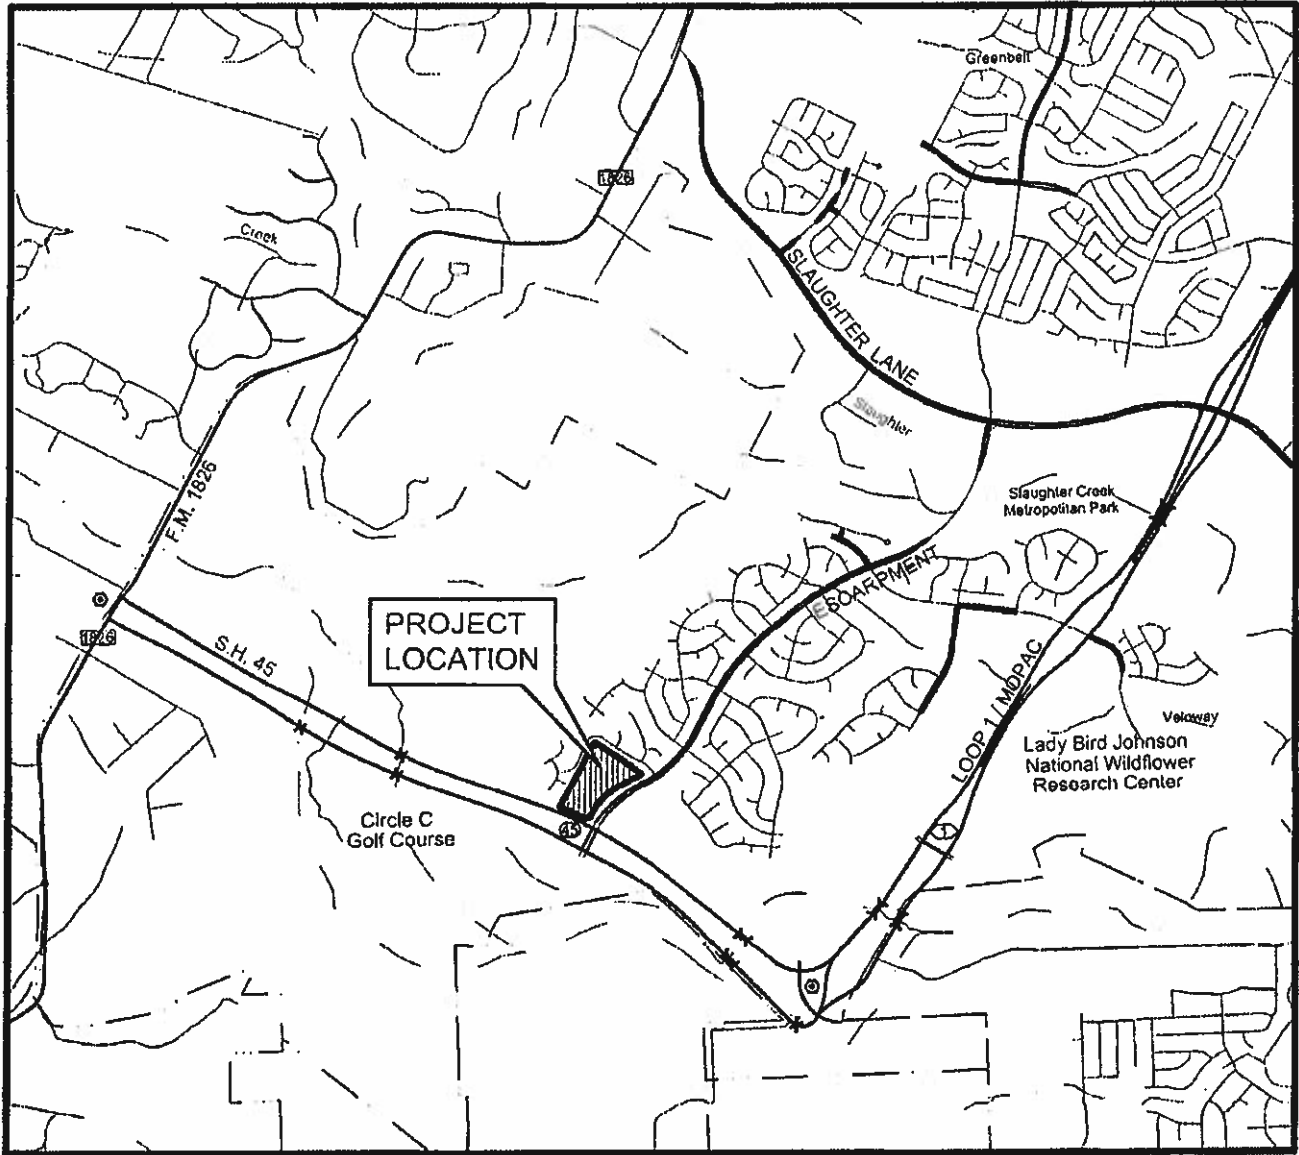 Greenbelt
1826
Creek
SLAUGHTER LANE
Slaughter
F.M. 1826
Slaughter Creek
Metropolitan Park
ESCARPMENT
1826
S.H. 45
PROJECT
LOCATION
LOOP 1 / MOPAC
Veloway
Lady Bird Johnson
National Wildflower
Research Center
Circle C
Golf Course
45
1